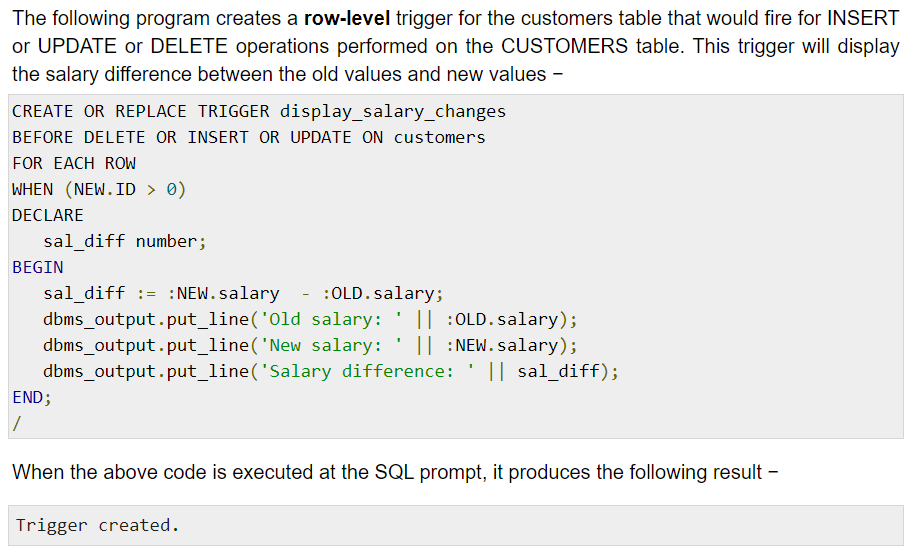 The following program creates a row-level trigger for the customers table that would fire for INSERT
or UPDATE or DELETE operations performed on the CUSTOMERS table. This trigger will display
the salary difference between the old values and new values −
CREATE OR REPLACE TRIGGER display_salary_changes
BEFORE DELETE OR INSERT OR UPDATE ON customers
FOR EACH ROW
WHEN (NEW.ID > 0)
DECLARE
   sal_diff number;
BEGIN
   sal_diff := :NEW.salary  - :OLD.salary;
   dbms_output.put_line('Old salary: ' || :OLD.salary);
   dbms_output.put_line('New salary: ' || :NEW.salary);
   dbms_output.put_line('Salary difference: ' || sal_diff);
END;
/
When the above code is executed at the SQL prompt, it produces the following result −
Trigger created.